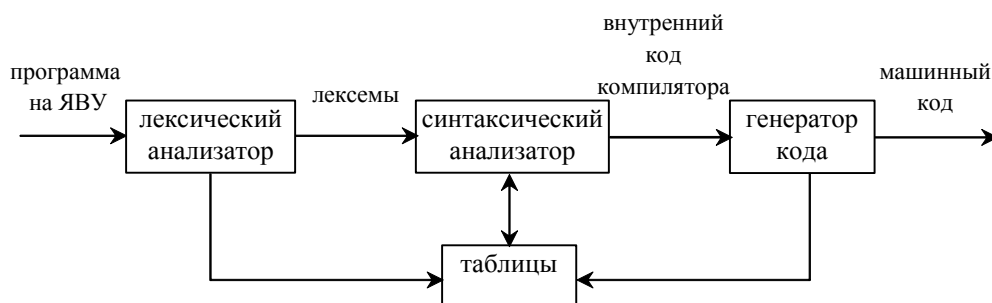 программа
на ЯВУ
лексический
анализатор
лексемы
синтаксический
анализатор
внутренний
код
компилятора
генератор
кода
машинный
код
таблицы